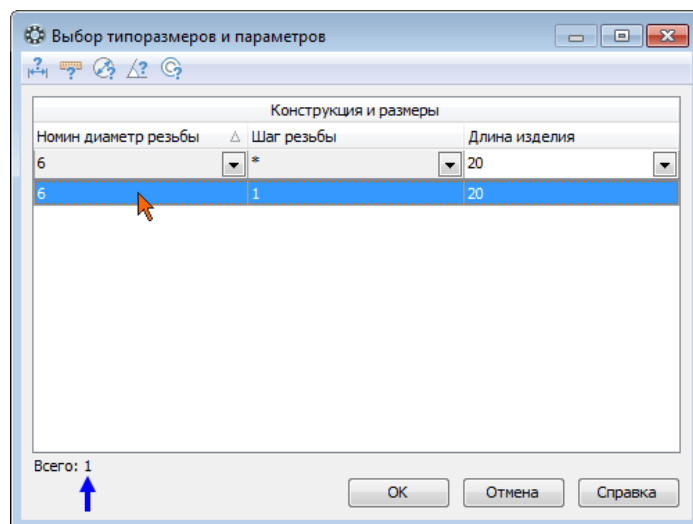 Выбор типоразмеров и параметров
Конструкция и размеры
Номин диаметр резьбы Шаг резьбы Длина изделия
6 * 20
6 1 20
Всего: 1
OK Отмена Справка